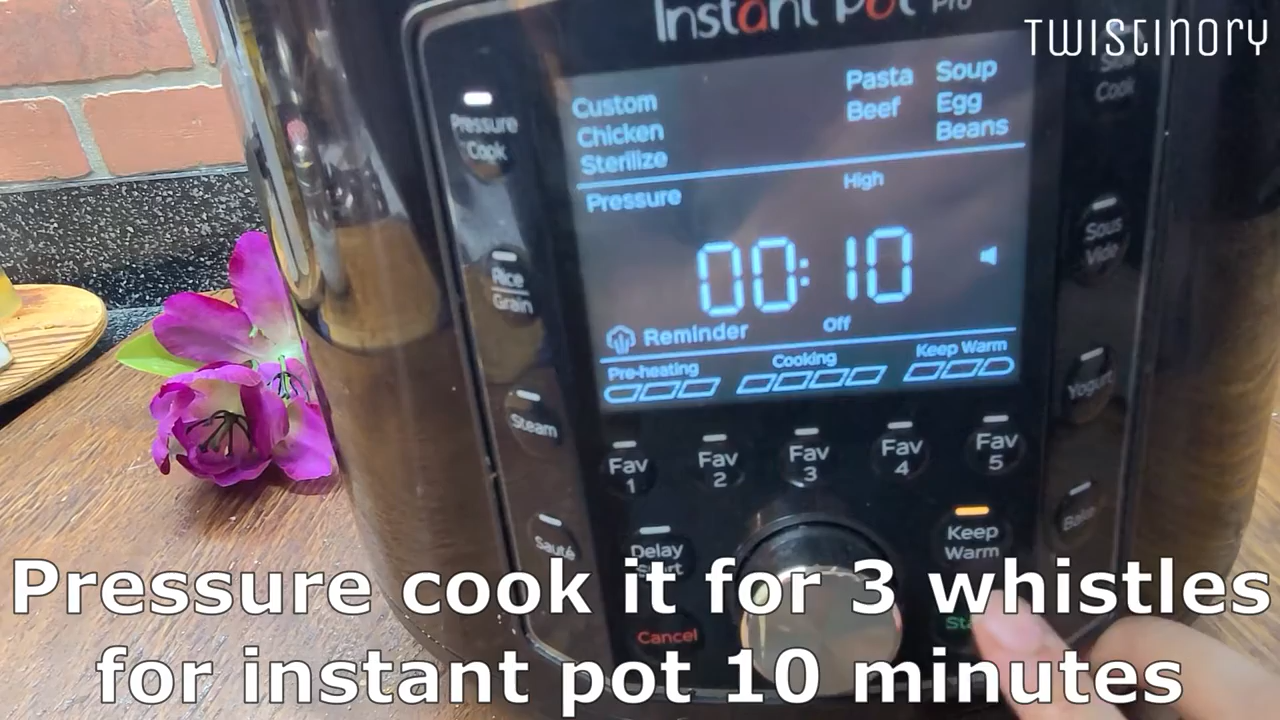 Instant Pot Pro
TWISTINORY
Pressure
Cook
Rice
Grain
Steam
Sauté
Custom
Chicken
Sterilize
Pasta
Beef
Soup
Egg
Beans
Pressure
High
00:10
Reminder
Off
Pre-heating
Cooking
Keep Warm
Fav
1
Fav
2
Fav
3
Fav
4
Fav
5
Delay
Keep
Warm
Cancel
Cook
Sous
Vide
Yogurt
Bake
Pressure cook it for 3 whistles
for instant pot 10 minutes